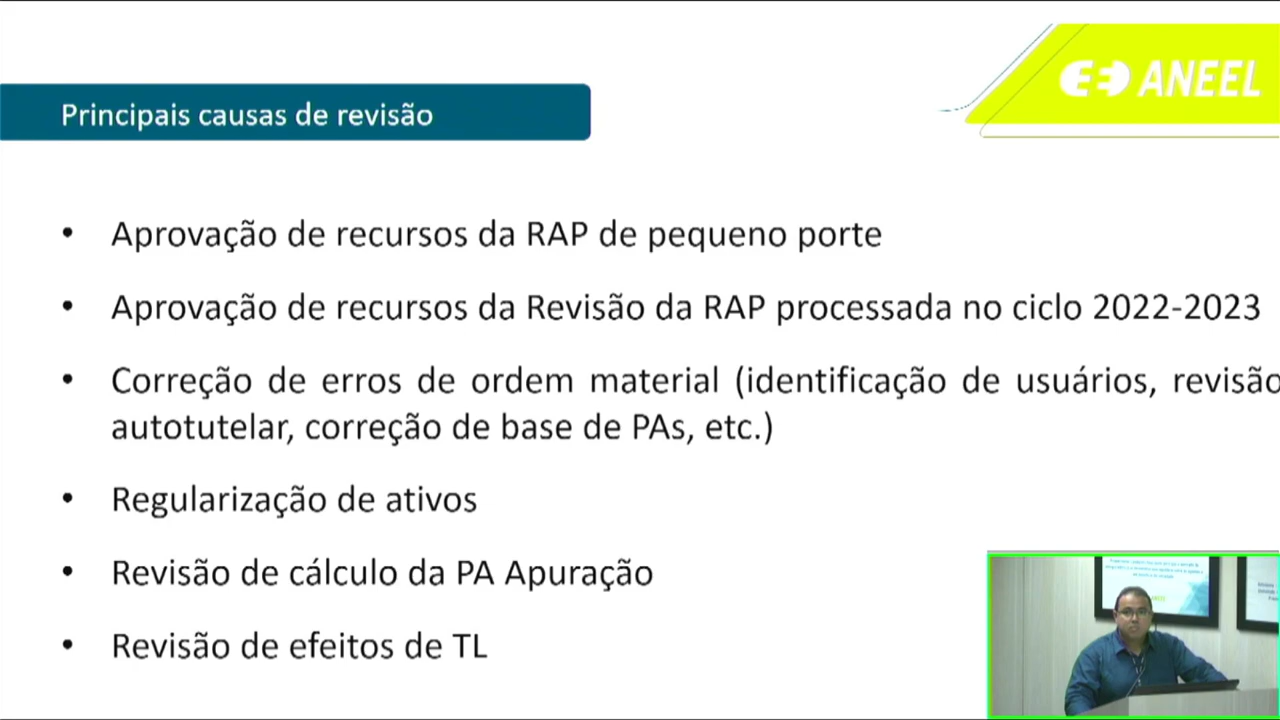 ANEEL
Principais causas de revisão
• Aprovação de recursos da RAP de pequeno porte
• Aprovação de recursos da Revisão da RAP processada no ciclo 2022-2023
• Correção de erros de ordem material (identificação de usuários, revisão
autotutelar, correção de base de PAs, etc.)
• Regularização de ativos
• Revisão de cálculo da PA Apuração
• Revisão de efeitos de TL
ANEEL